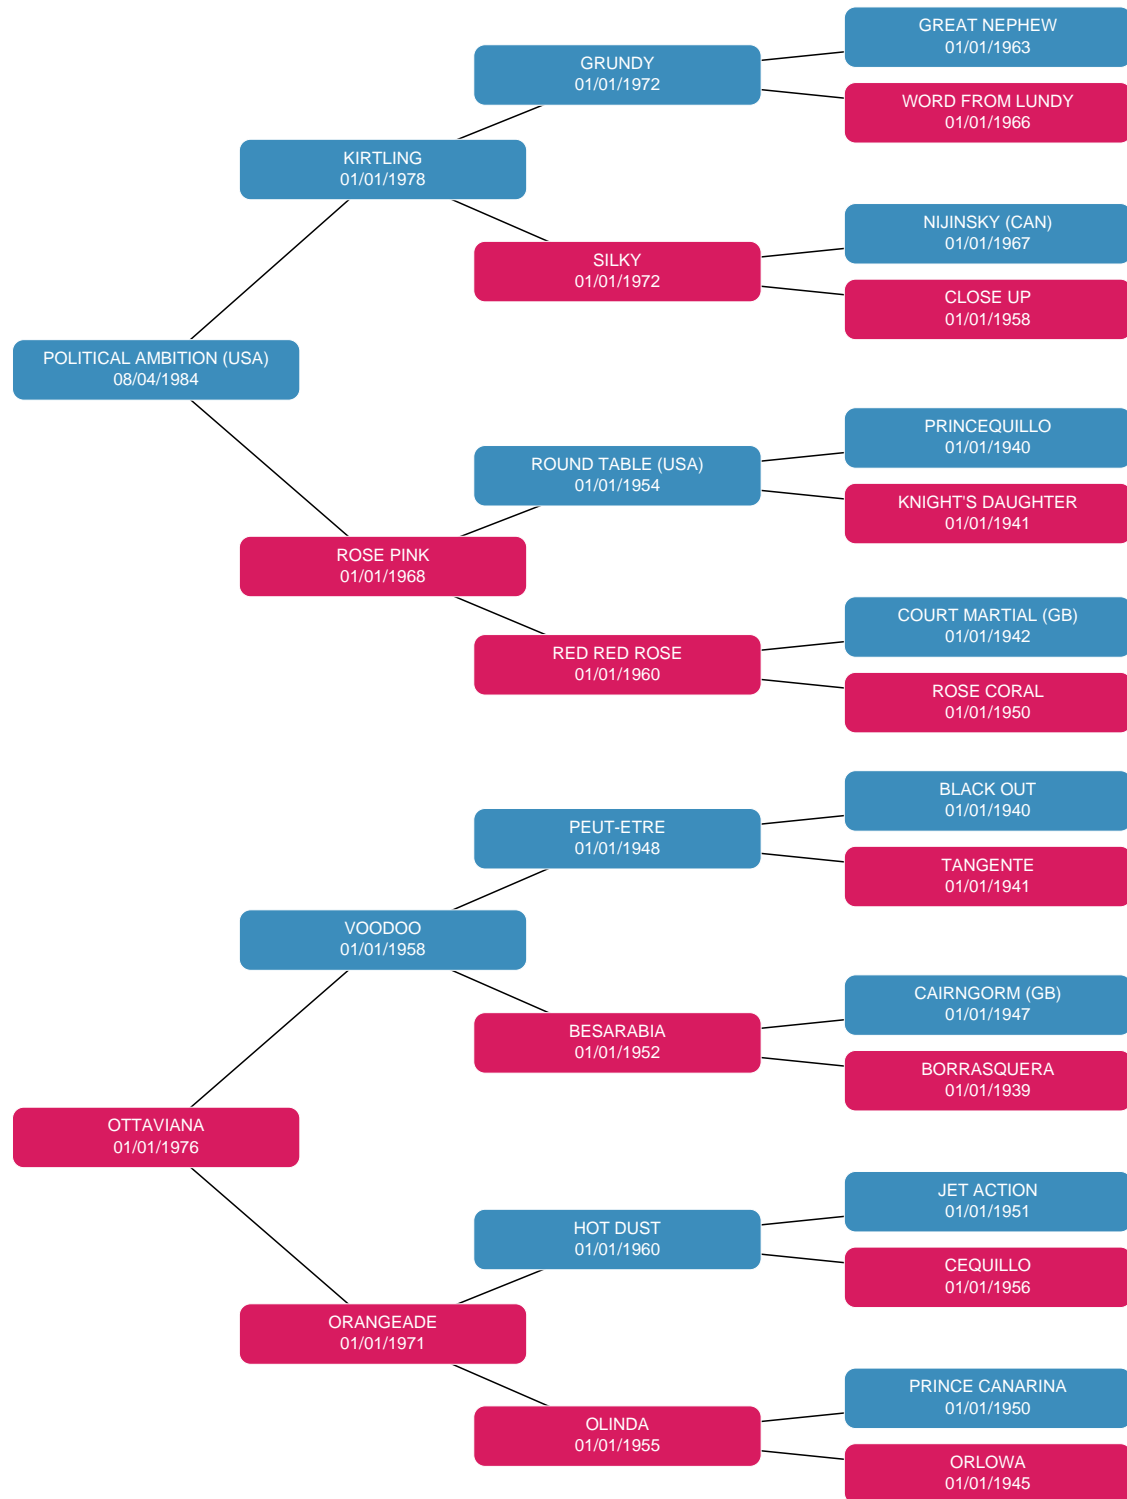 GREAT NEPHEW
01/01/1963
GRUNDY
01/01/1972
WORD FROM LUNDY
01/01/1966
KIRTLING
01/01/1978
NIJINSKY (CAN)
01/01/1967
SILKY
01/01/1972
CLOSE UP
01/01/1958
POLITICAL AMBITION (USA)
08/04/1984
PRINCEQUILLO
01/01/1940
ROUND TABLE (USA)
01/01/1954
KNIGHT'S DAUGHTER
01/01/1941
ROSE PINK
01/01/1968
COURT MARTIAL (GB)
01/01/1942
RED RED ROSE
01/01/1960
ROSE CORAL
01/01/1950
BLACK OUT
01/01/1940
PEUT-ETRE
01/01/1948
TANGENTE
01/01/1941
VOODOO
01/01/1958
CAIRNGORM (GB)
01/01/1947
BESARABIA
01/01/1952
BORRASQUERA
01/01/1939
OTTAVIANA
01/01/1976
JET ACTION
01/01/1951
HOT DUST
01/01/1960
CEQUILLO
01/01/1956
ORANGEADE
01/01/1971
PRINCE CANARINA
01/01/1950
OLINDA
01/01/1955
ORLOWA
01/01/1945